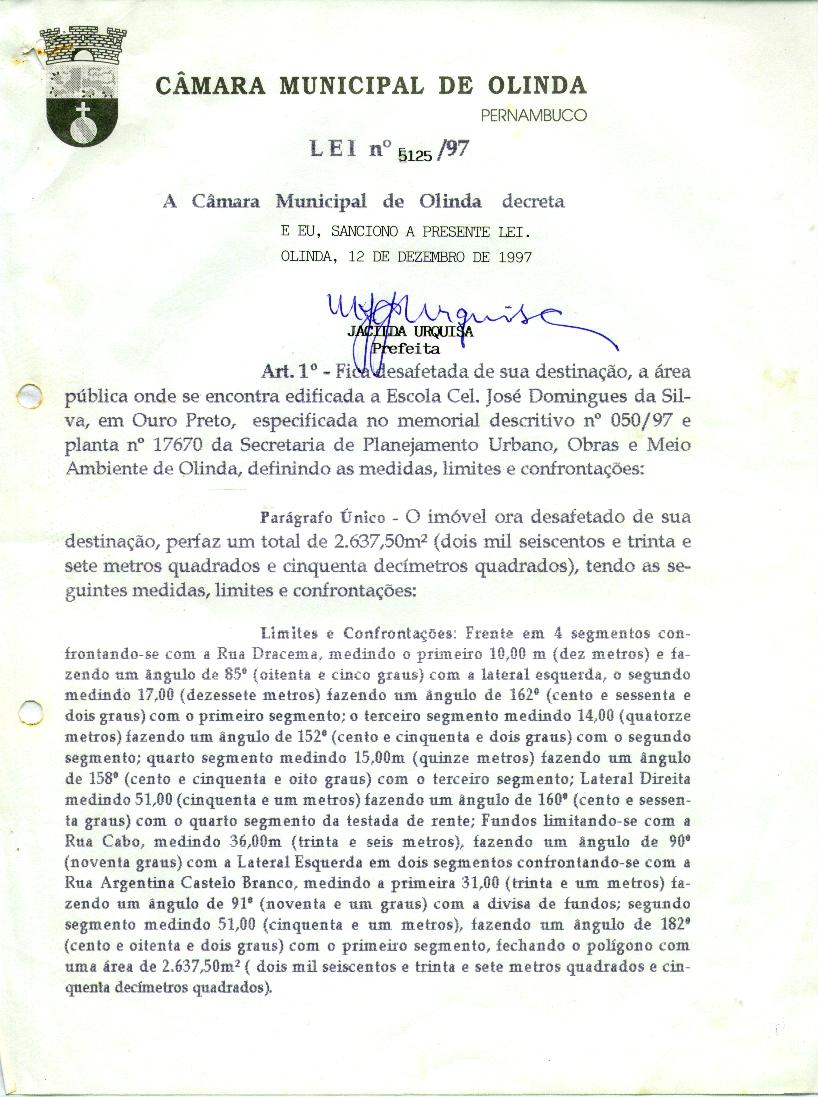 CÂMARA MUNICIPAL DE OLINDA
PERNAMBUCO
LEI nº 5125/97
A Câmara Municipal de Olinda decreta
E EU, SANCIONO A PRESENTE LEI.
OLINDA, 12 DE DEZEMBRO DE 1997
JACILDA URQUISA
Prefeita
Art. 1º - Fica desafetada de sua destinação, a área
pública onde se encontra edificada a Escola Cel. José Domingues da Sil-
va, em Ouro Preto, especificada no memorial descritivo nº 050/97 e
planta nº 17670 da Secretaria de Planejamento Urbano, Obras e Meio
Ambiente de Olinda, definindo as medidas, limites e confrontações:
Parágrafo Único - O imóvel ora desafetado de sua
destinação, perfaz um total de 2.637,50m² (dois mil seiscentos e trinta e
sete metros quadrados e cinquenta decímetros quadrados), tendo as se-
guintes medidas, limites e confrontações:
Limites e Confrontações: Frente em 4 segmentos con-
frontando-se com a Rua Dracema, medindo o primeiro 10,00 m (dez metros) e fa-
zendo um ângulo de 85º (oitenta e cinco graus) com a lateral esquerda, o segundo
medindo 17,00 (dezessete metros) fazendo um ângulo de 162º (cento e sessenta e
dois graus) com o primeiro segmento; o terceiro segmento medindo 14,00 (quatorze
metros) fazendo um ângulo de 152º (cento e cinquenta e dois graus) com o segundo
segmento; quarto segmento medindo 15,00m (quinze metros) fazendo um ângulo
de 158º (cento e cinquenta e oito graus) com o terceiro segmento; Lateral Direita
medindo 51,00 (cinquenta e um metros) fazendo um ângulo de 160º (cento e sessen-
ta graus) com o quarto segmento da testada de rente; Fundos limitando-se com a
Rua Cabo, medindo 36,00m (trinta e seis metros), fazendo um ângulo de 90º
(noventa graus) com a Lateral Esquerda em dois segmentos confrontando-se com a
Rua Argentina Castelo Branco, medindo a primeira 31,00 (trinta e um metros) fa-
zendo um ângulo de 91º (noventa e um graus) com a divisa de fundos; segundo
segmento medindo 51,00 (cinquenta e um metros), fazendo um ângulo de 182º
(cento e oitenta e dois graus) com o primeiro segmento, fechando o polígono com
uma área de 2.637,50m² ( dois mil seiscentos e trinta e sete metros quadrados e cin-
quenta decímetros quadrados).